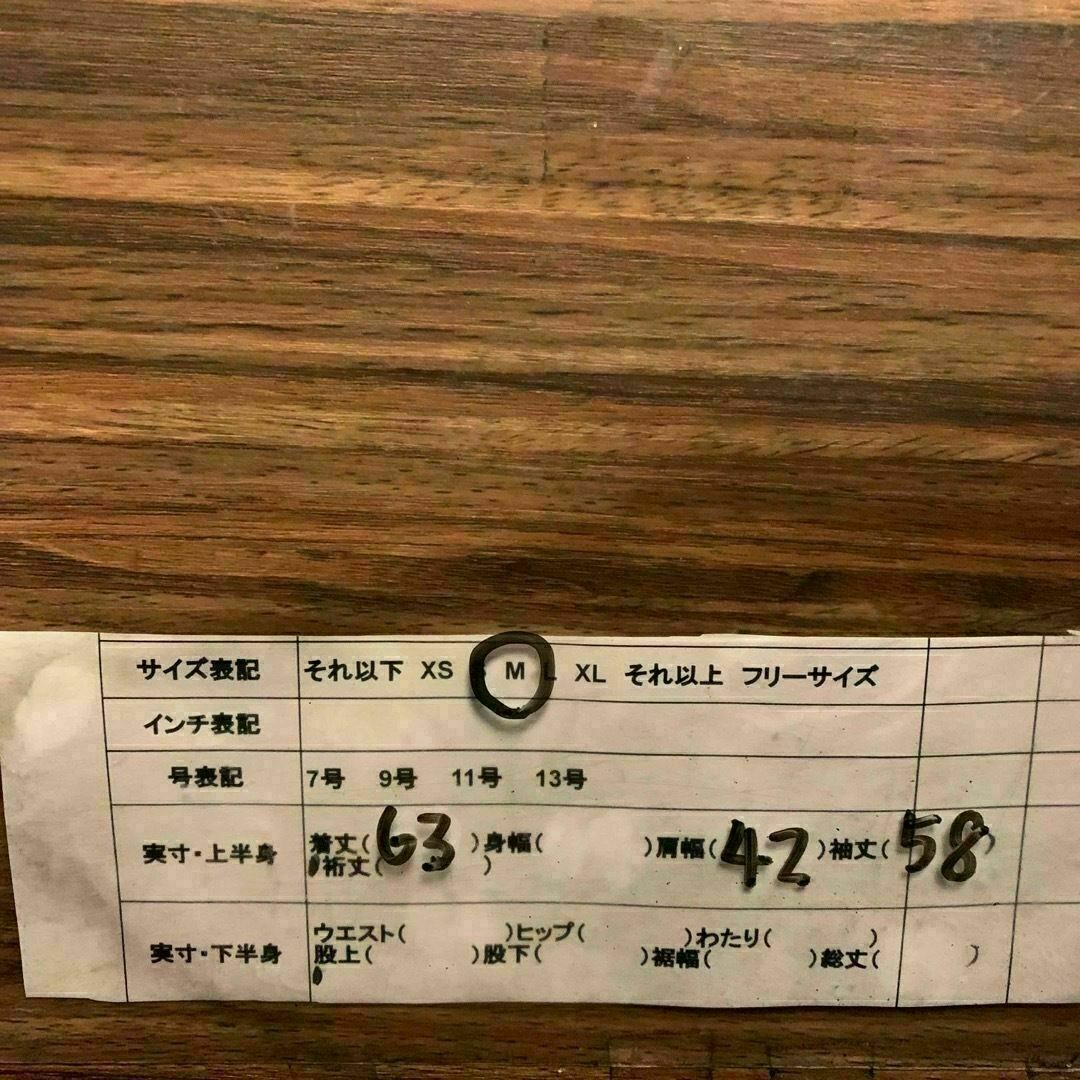 サイズ表記 それ以下 XS S M L XL それ以上 フリーサイズ
インチ表記
号表記 7号 9号 11号 13号
実寸・上半身 着丈(63)身幅( )肩幅(42)袖丈(58)
裄丈( )
実寸・下半身 ウエスト( )ヒップ( )わたり( )
股上( )股下( )裾幅( )総丈( )